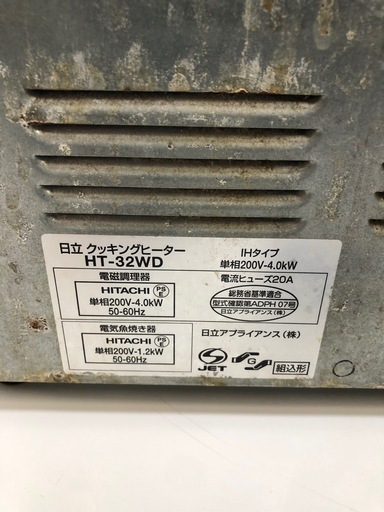 日立 クッキングヒーター
HT-32WD
IHタイプ
単相200V-4.0kW
電磁調理器
電流ヒューズ20A
HITACHI PSE
単相200V-4.0kW
50-60Hz
総務省基準適合
型式確認第ADPH 07号
日立アプライアンス(株)
電気魚焼き器
日立アプライアンス(株)
HITACHI PSE
単相200V-1.2kW
50-60Hz
S JET
SGS
組込形